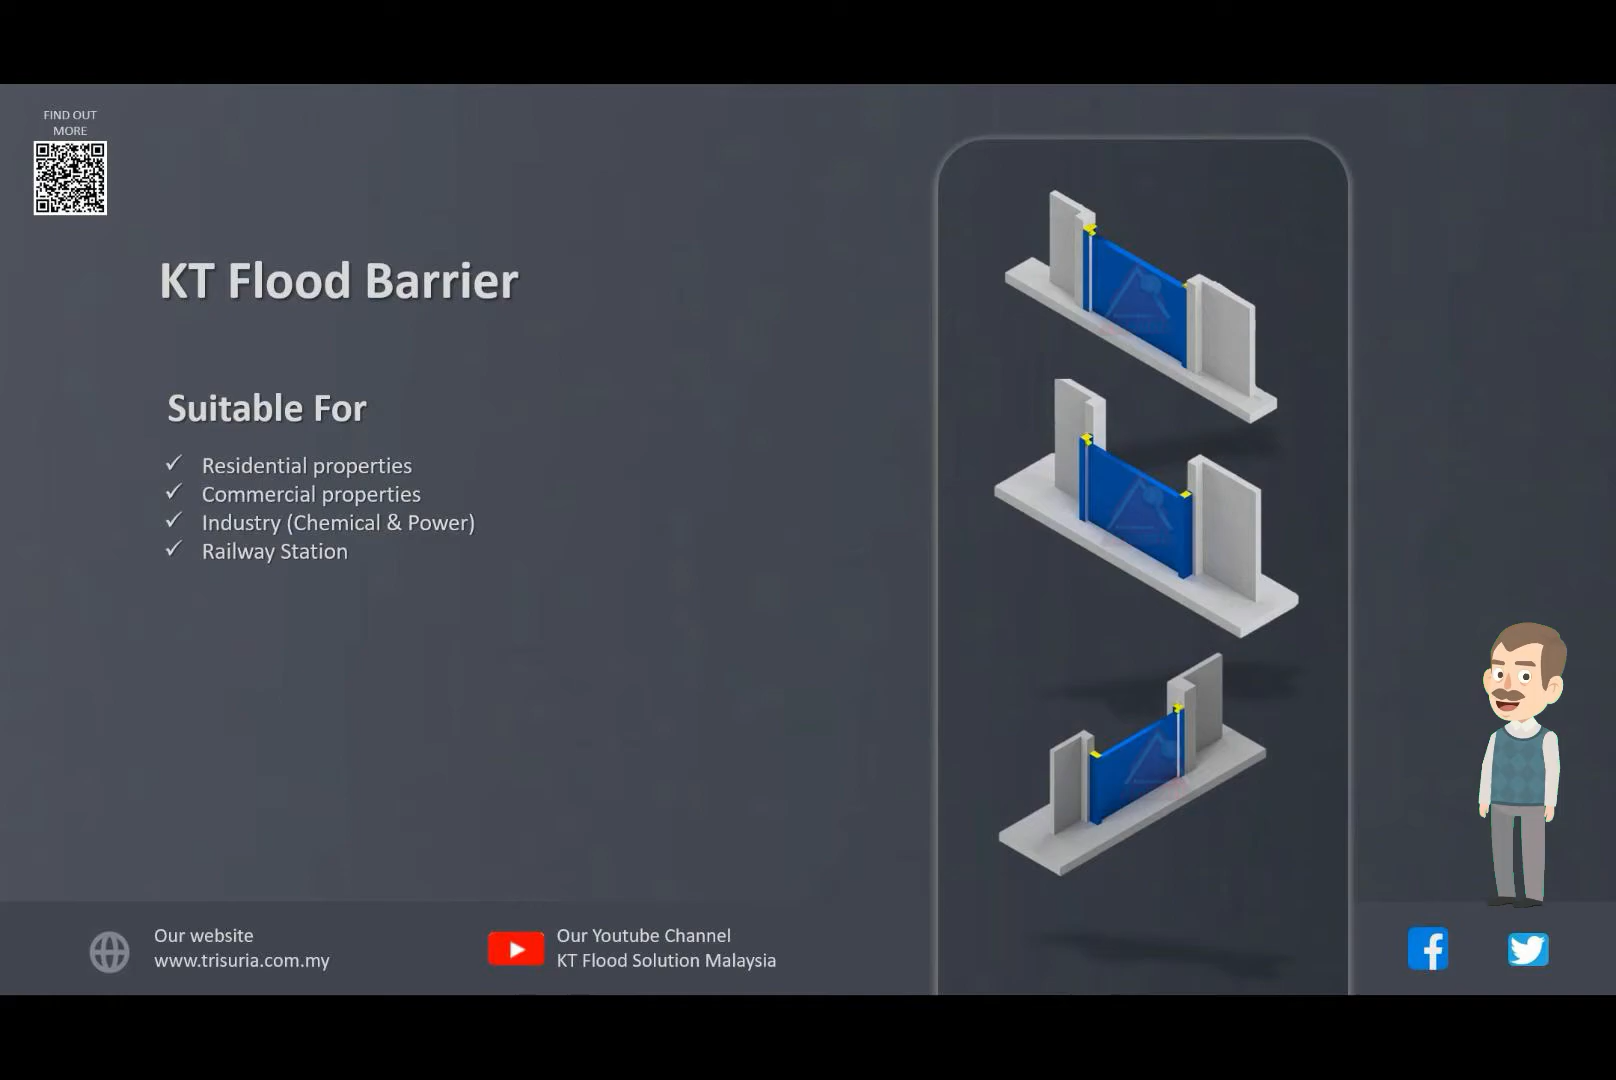 FIND OUT
MORE
KT Flood Barrier
Suitable For
✓ Residential properties
✓ Commercial properties
✓ Industry (Chemical & Power)
✓ Railway Station
Our website
www.trisuria.com.my
Our Youtube Channel
KT Flood Solution Malaysia